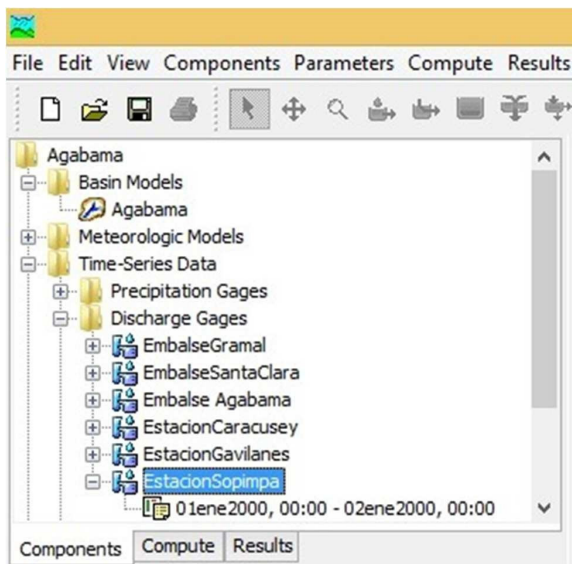 File Edit View Components Parameters Compute Results
Agabama
Basin Models
Agabama
Meteorologic Models
Time-Series Data
Precipitation Gages
Discharge Gages
EmbalseGramal
EmbalseSantaClara
Embalse Agabama
EstacionCaracusey
EstacionGavilanes
EstacionSopimpa
01ene2000, 00:00 - 02ene2000, 00:00
Components Compute Results